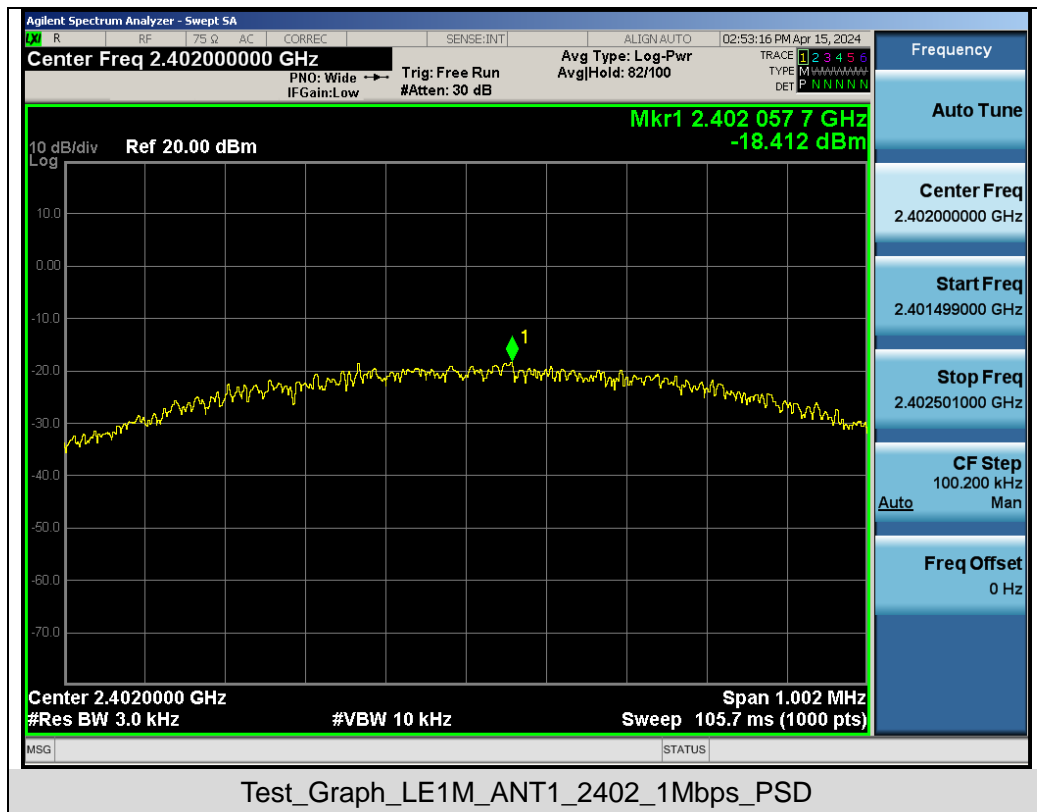 Agilent Spectrum Analyzer - Swept SA
LXI R RF 75 Ω AC CORREC SENSE:INT ALIGN AUTO 02:53:16 PM Apr 15, 2024
Center Freq 2.402000000 GHz
PNO: Wide
IFGain:Low
Trig: Free Run
#Atten: 30 dB
Avg Type: Log-Pwr
Avg|Hold: 82/100
TRACE 1 2 3 4 5 6
TYPE M WWWWW
DET P N N N N N
Mkr1 2.402 057 7 GHz
-18.412 dBm
10 dB/div Ref 20.00 dBm
Log
10.0
0.00
-10.0
-20.0
-30.0
-40.0
-50.0
-60.0
-70.0
1
Center 2.4020000 GHz Span 1.002 MHz
#Res BW 3.0 kHz #VBW 10 kHz Sweep 105.7 ms (1000 pts)
MSG STATUS
Frequency
Auto Tune
Center Freq
2.402000000 GHz
Start Freq
2.401499000 GHz
Stop Freq
2.402501000 GHz
CF Step
100.200 kHz
Auto Man
Freq Offset
0 Hz
Test_Graph_LE1M_ANT1_2402_1Mbps_PSD